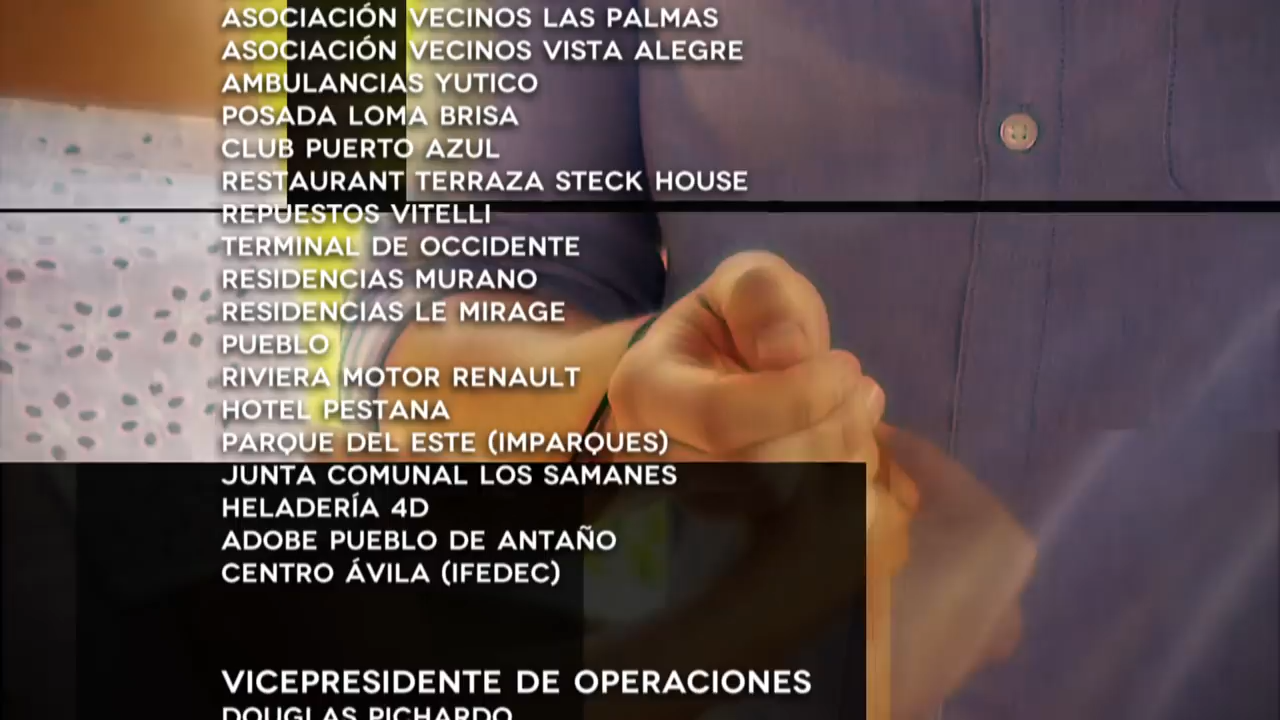 ASOCIACIÓN VECINOS LAS PALMAS
ASOCIACIÓN VECINOS VISTA ALEGRE
AMBULANCIAS YUTICO
POSADA LOMA BRISA
CLUB PUERTO AZUL
RESTAURANT TERRAZA STECK HOUSE
REPUESTOS VITELLI
TERMINAL DE OCCIDENTE
RESIDENCIAS MURANO
RESIDENCIAS LE MIRAGE
PUEBLO
RIVIERA MOTOR RENAULT
HOTEL PESTANA
PARQUE DEL ESTE (IMPARQUES)
JUNTA COMUNAL LOS SAMANES
HELADERÍA 4D
ADOBE PUEBLO DE ANTAÑO
CENTRO ÁVILA (IFEDEC)
VICEPRESIDENTE DE OPERACIONES
DOUGLAS PICHARDO